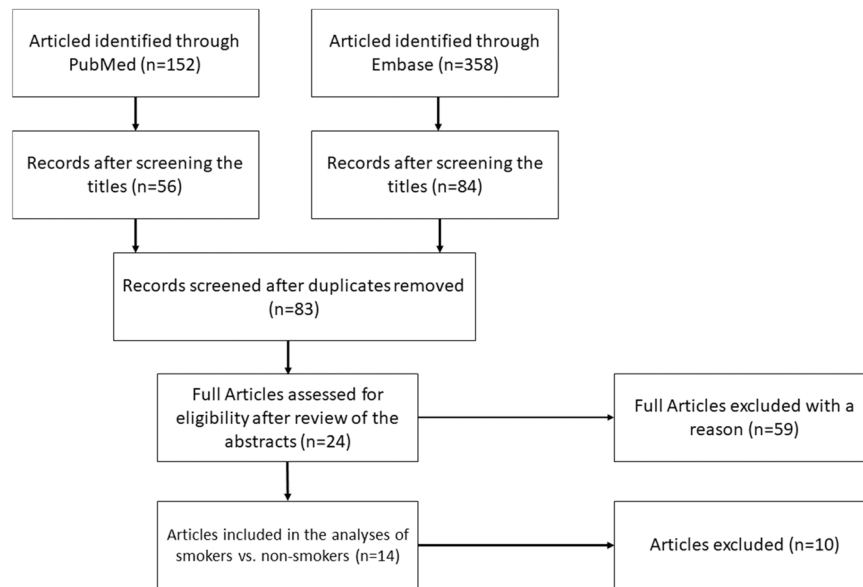 Articled identified through
PubMed (n=152)
Articled identified through
Embase (n=358)
Records after screening the
titles (n=56)
Records after screening the
titles (n=84)
Records screened after duplicates removed
(n=83)
Full Articles assessed for
eligibility after review of the
abstracts (n=24)
Full Articles excluded with a
reason (n=59)
Articles included in the analyses of
smokers vs. non-smokers (n=14)
Articles excluded (n=10)